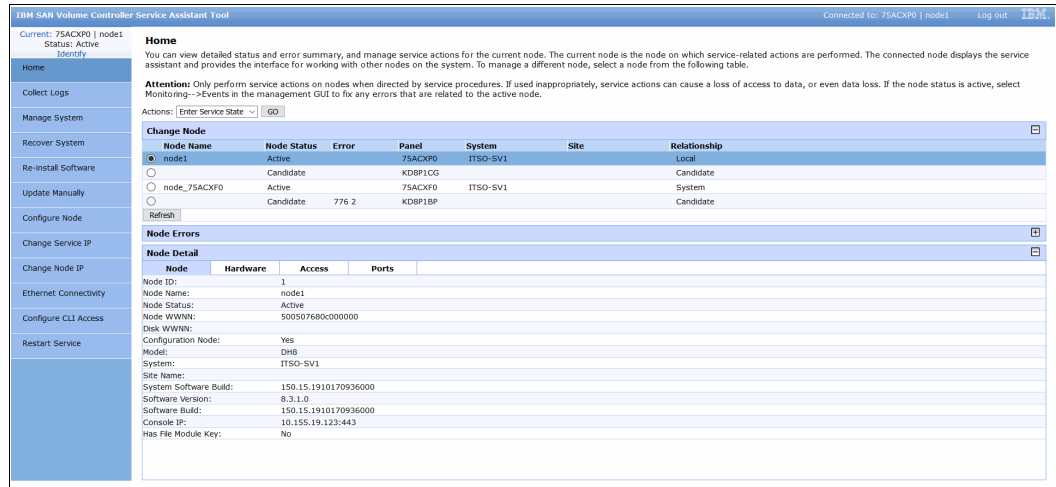 IBM SAN Volume Controller Service Assistant Tool
Connected to: 75ACXP0 | node1 Log out IBM.
Current: 75ACXP0 | node1
Status: Active
Identify
Home
Collect Logs
Manage System
Recover System
Re-install Software
Update Manually
Configure Node
Change Service IP
Change Node IP
Ethernet Connectivity
Configure CLI Access
Restart Service
Home
You can view detailed status and error summary, and manage service actions for the current node. The current node is the node on which service-related actions are performed. The connected node displays the service
assistant and provides the interface for working with other nodes on the system. To manage a different node, select a node from the following table.
Attention: Only perform service actions on nodes when directed by service procedures. If used inappropriately, service actions can cause a loss of access to data, or even data loss. If the node status is active, select
Monitoring-->Events in the management GUI to fix any errors that are related to the active node.
Actions: Enter Service State GO
Change Node
Node Name Node Status Error Panel System Site Relationship
node1 Active 75ACXP0 ITSO-SV1 Local
Candidate KD8P1CG Candidate
node_75ACXF0 Active 75ACXF0 ITSO-SV1 System
Candidate 776 2 KD8P1BP Candidate
Refresh
Node Errors
Node Detail
Node Hardware Access Ports
Node ID: 1
Node Name: node1
Node Status: Active
Node WWNN: 500507680c000000
Disk WWNN:
Configuration Node: Yes
Model: DH8
System: ITSO-SV1
Site Name:
System Software Build: 150.15.1910170936000
Software Version: 8.3.1.0
Software Build: 150.15.1910170936000
Console IP: 10.155.19.123:443
Has File Module Key: No